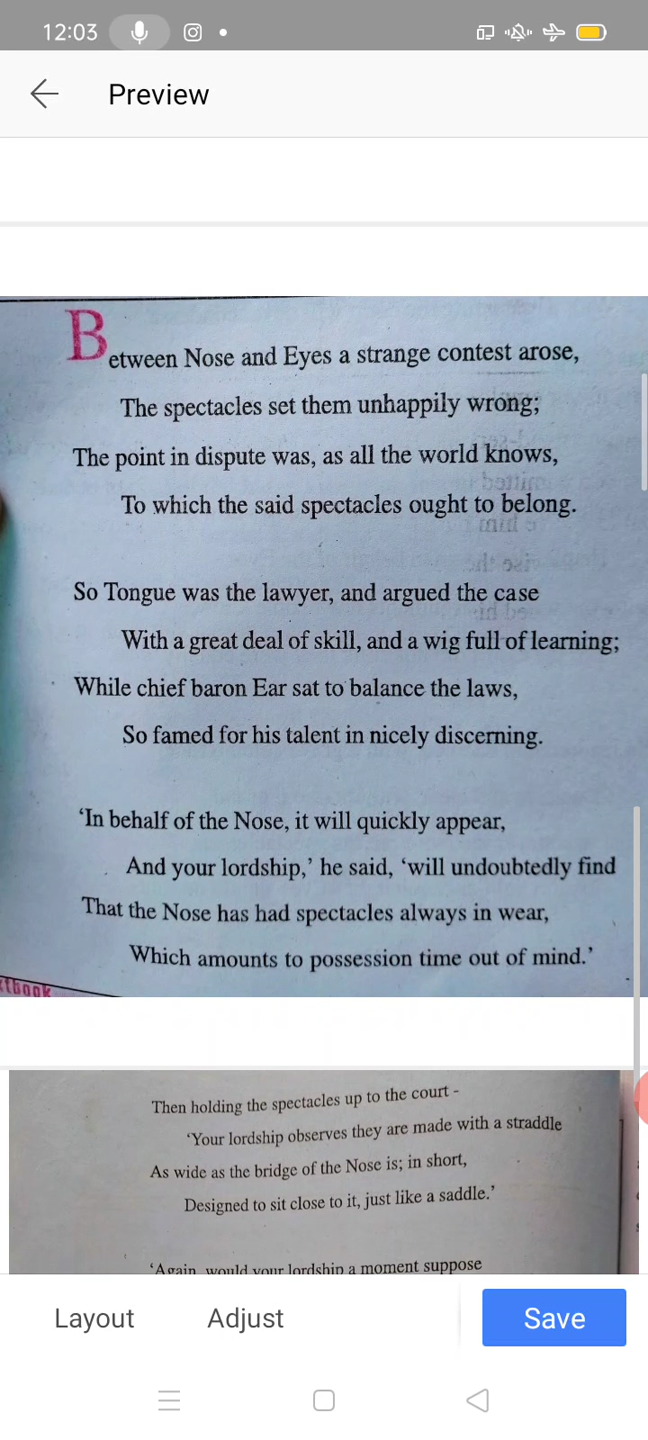 12:03
Preview
Between Nose and Eyes a strange contest arose,
The spectacles set them unhappily wrong;
The point in dispute was, as all the world knows,
To which the said spectacles ought to belong.
So Tongue was the lawyer, and argued the case
With a great deal of skill, and a wig full of learning;
While chief baron Ear sat to balance the laws,
So famed for his talent in nicely discerning.
‘In behalf of the Nose, it will quickly appear,
And your lordship,’ he said, ‘will undoubtedly find
That the Nose has had spectacles always in wear,
Which amounts to possession time out of mind.’
Then holding the spectacles up to the court -
‘Your lordship observes they are made with a straddle
As wide as the bridge of the Nose is; in short,
Designed to sit close to it, just like a saddle.’
‘Again, would your lordship a moment suppose
Layout Adjust Save